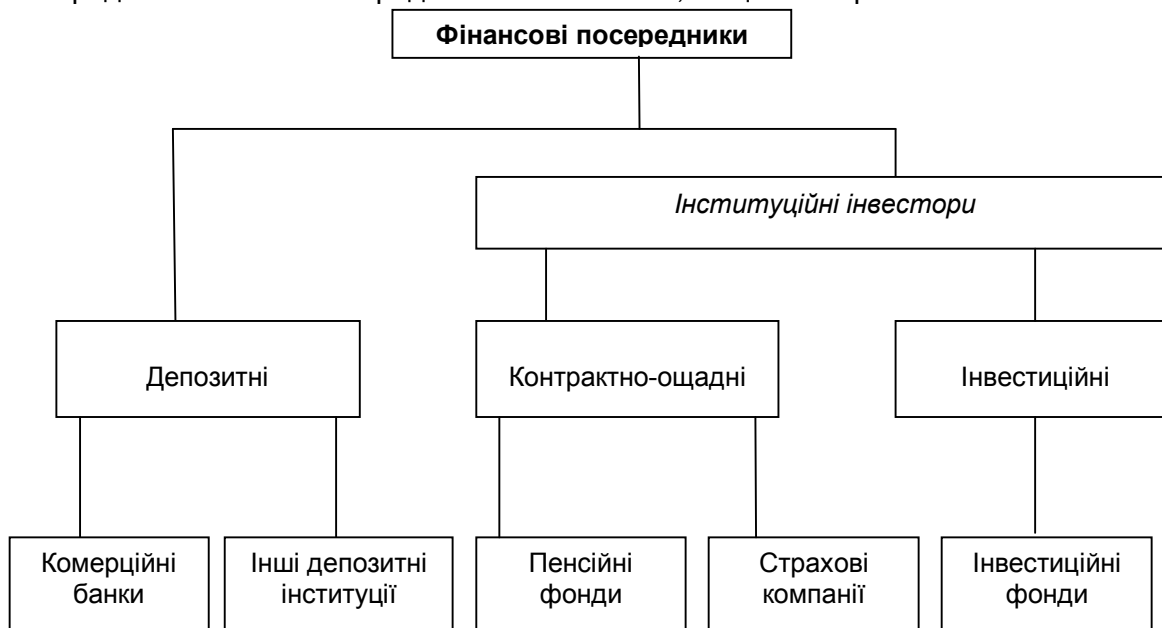 Фінансові посередники
Інституційні інвестори
Депозитні
Контрактно-ощадні
Інвестиційні
Комерційні
банки
Інші депозитні
інституції
Пенсійні
фонди
Страхові
компанії
Інвестиційні
фонди